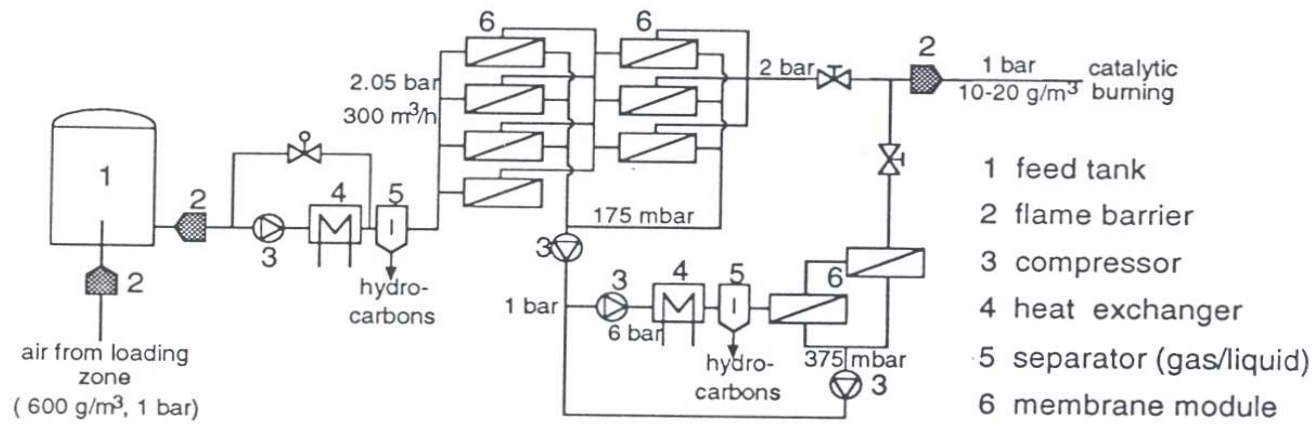 6
6
2
2 bar
1 bar
catalytic
burning
10-20 g/m³
2.05 bar
300 m³/h
1
2
4
5
3
2
hydro-
carbons
air from loading
zone
( 600 g/m³, 1 bar)
175 mbar
3
1 bar
3
4
5
6
6 bar
hydro-
carbons
375 mbar
3
1 feed tank
2 flame barrier
3 compressor
4 heat exchanger
5 separator (gas/liquid)
6 membrane module